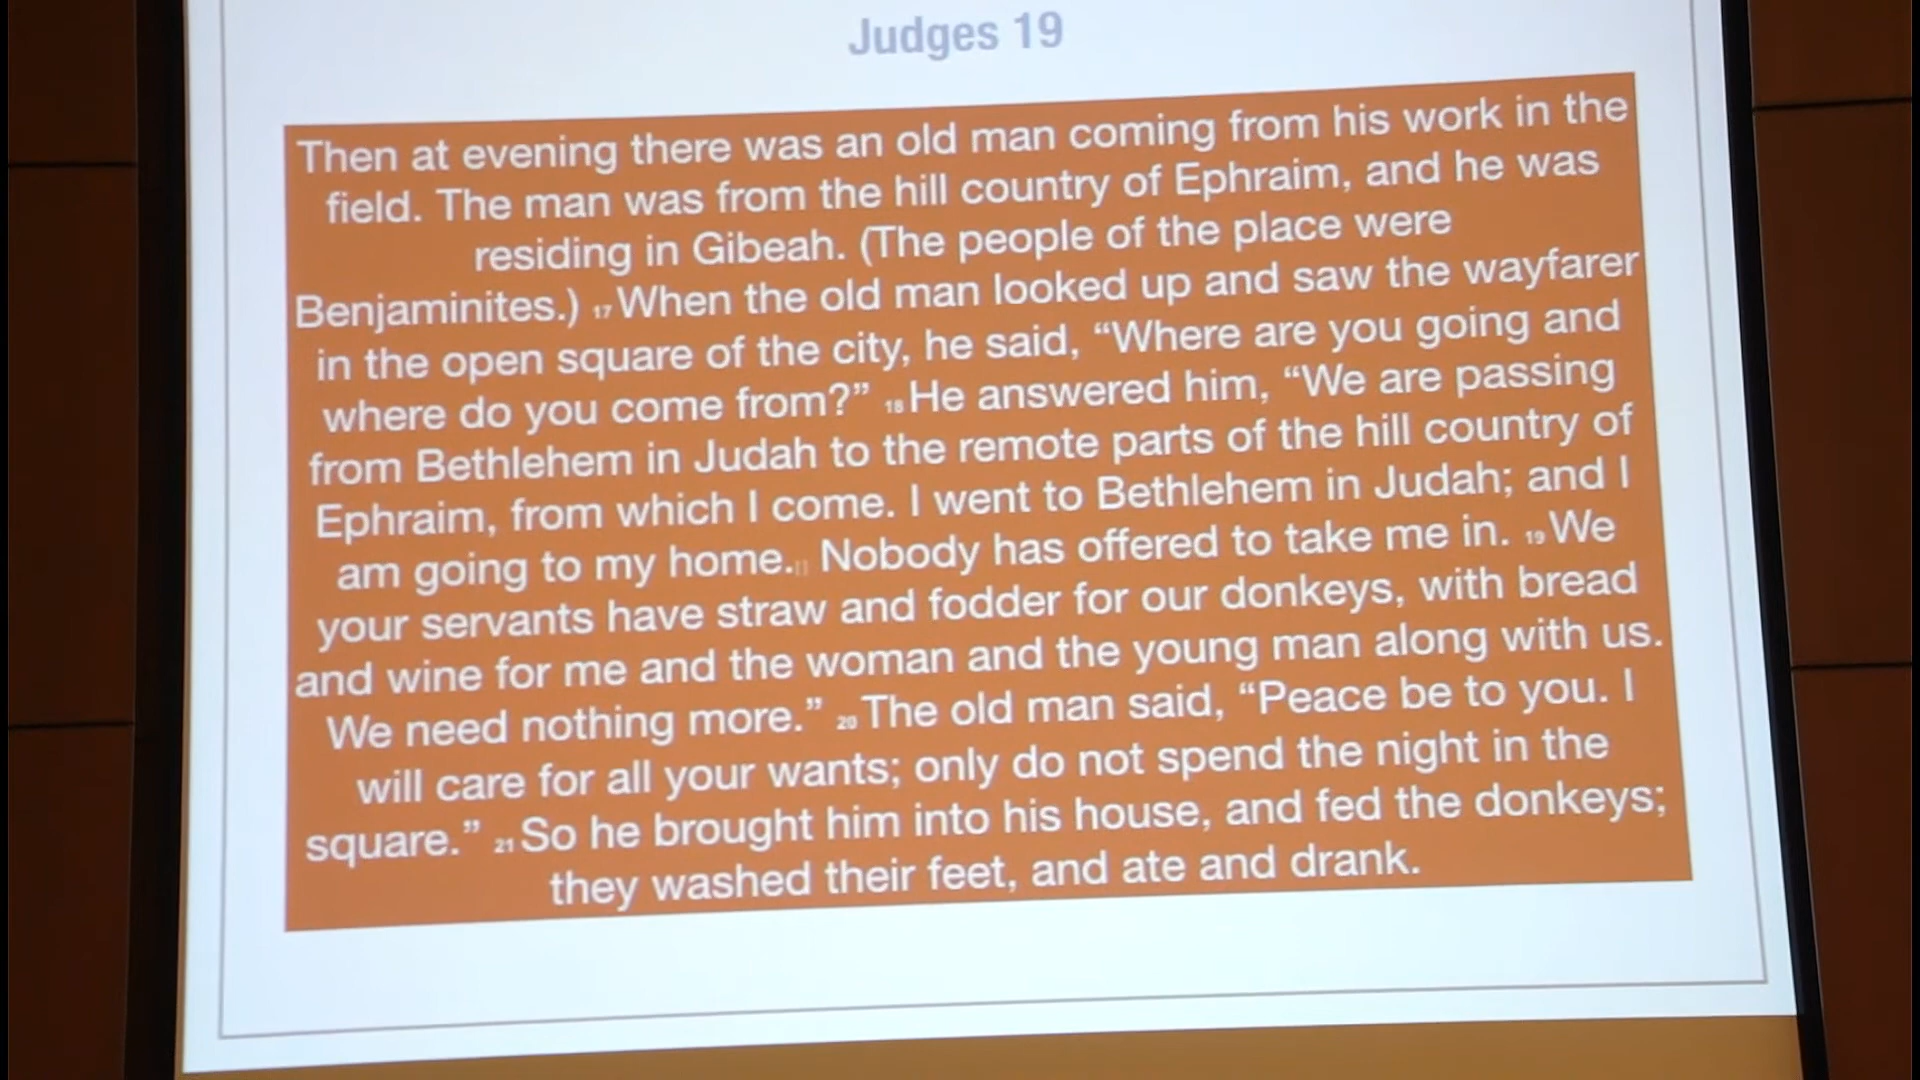 Judges 19
Then at evening there was an old man coming from his work in the
field. The man was from the hill country of Ephraim, and he was
residing in Gibeah. (The people of the place were
Benjaminites.) 17 When the old man looked up and saw the wayfarer
in the open square of the city, he said, “Where are you going and
where do you come from?” 18 He answered him, “We are passing
from Bethlehem in Judah to the remote parts of the hill country of
Ephraim, from which I come. I went to Bethlehem in Judah; and I
am going to my home. Nobody has offered to take me in. 19 We
your servants have straw and fodder for our donkeys, with bread
and wine for me and the woman and the young man along with us.
We need nothing more.” 20 The old man said, “Peace be to you. I
will care for all your wants; only do not spend the night in the
square.” 21 So he brought him into his house, and fed the donkeys;
they washed their feet, and ate and drank.